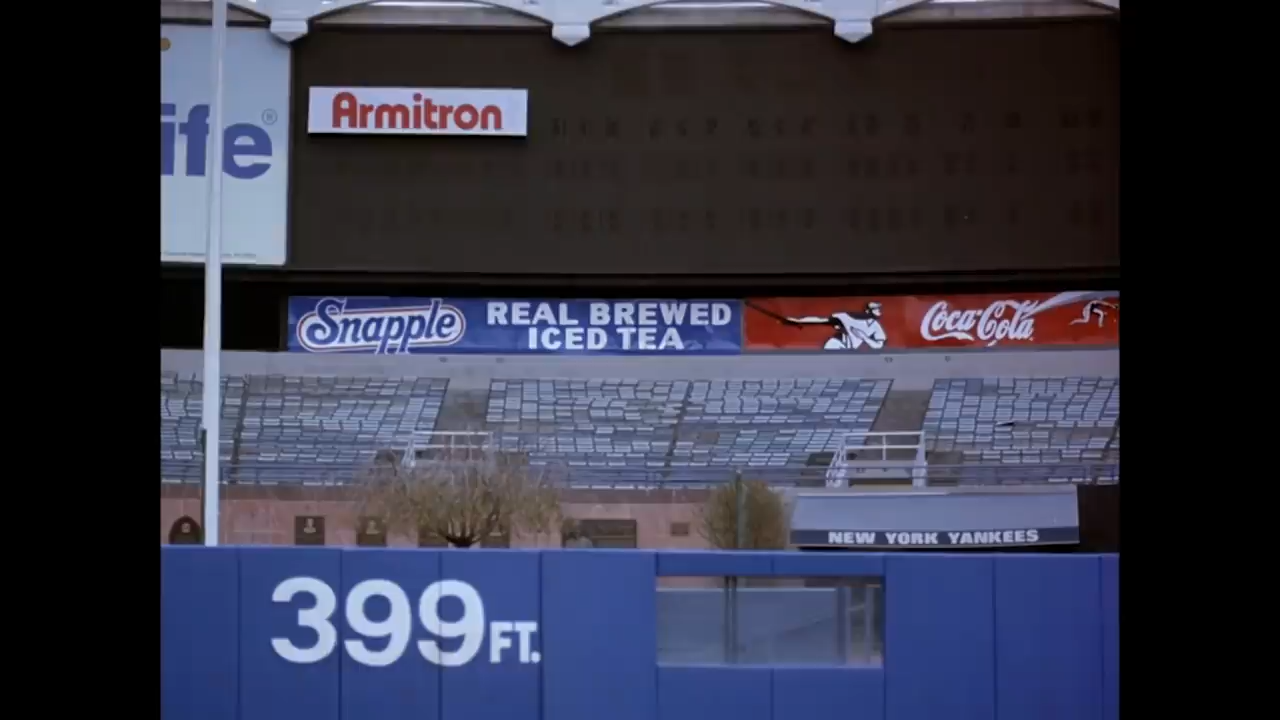 ife®
Armitron
Snapple
REAL BREWED
ICED TEA
Coca-Cola
NEW YORK YANKEES
399 FT.